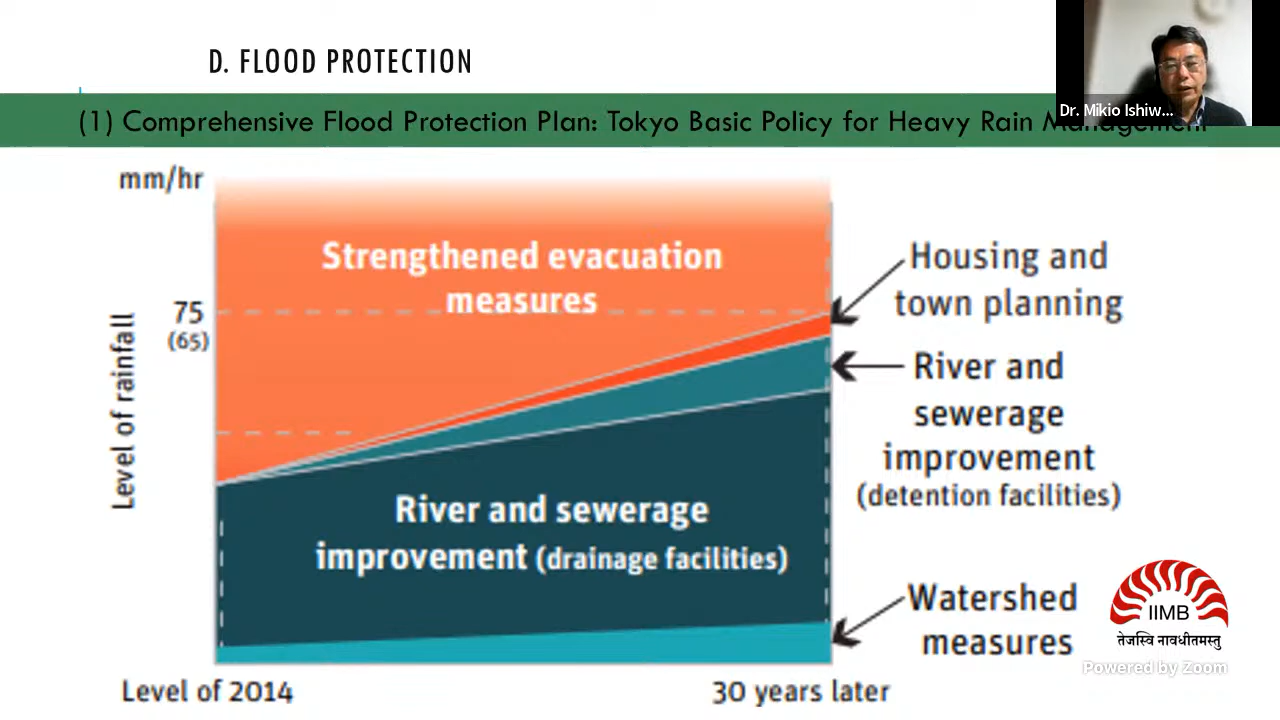 D. FLOOD PROTECTION
(1) Comprehensive Flood Protection Plan: Tokyo Basic Policy for Heavy Rain Management
Dr. Mikio Ishiw...
mm/hr
Strengthened evacuation
measures
75
(65)
Level of rainfall
Housing and
town planning
River and
sewerage
improvement
(detention facilities)
River and sewerage
improvement (drainage facilities)
Watershed
measures
IIMB
तेजस्वि नावधीतमस्तु
Powered by Zoom
Level of 2014
30 years later